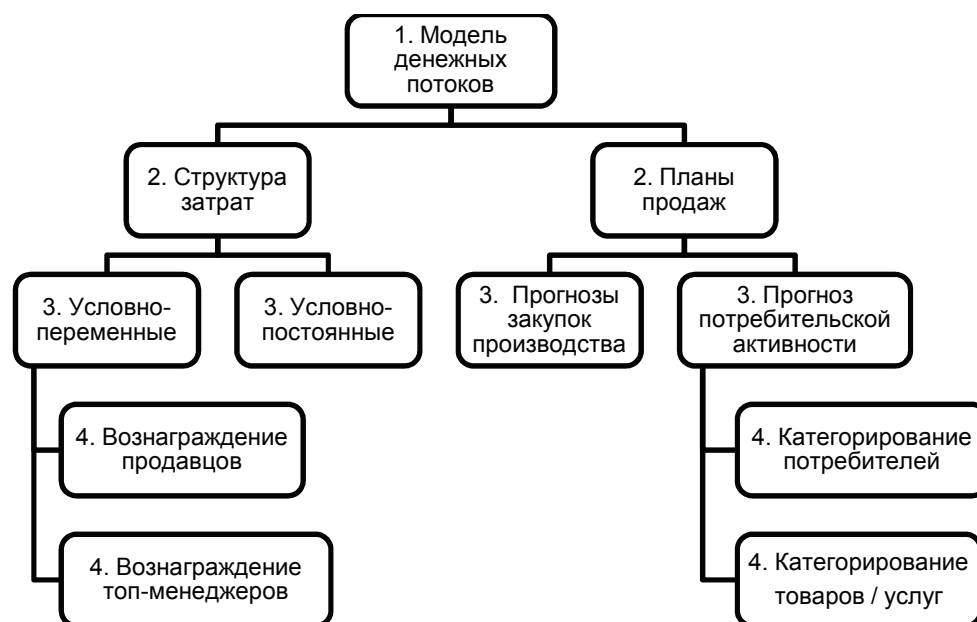 1. Модель
денежных
потоков
2. Структура
затрат
2. Планы
продаж
3. Условно-
переменные
3. Условно-
постоянные
3. Прогнозы
закупок
производства
3. Прогноз
потребительской
активности
4. Вознаграждение
продавцов
4. Категорирование
потребителей
4. Вознаграждение
топ-менеджеров
4. Категорирование
товаров / услуг